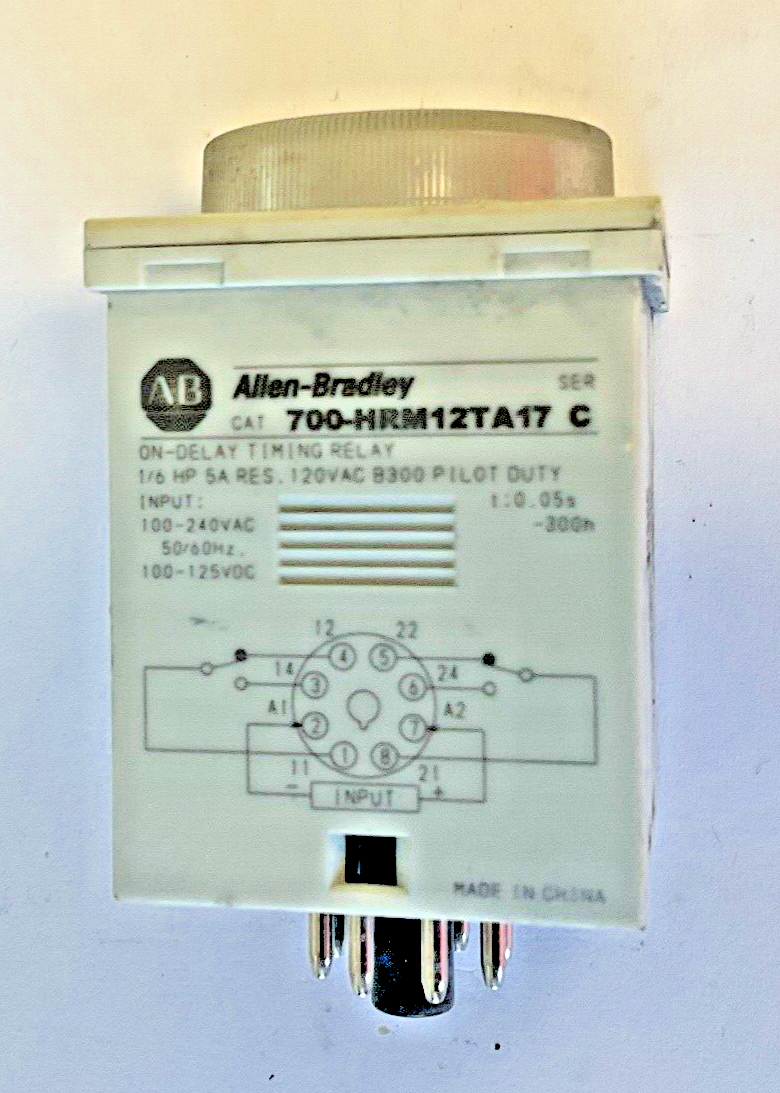 AB Allen-Bradley SER
CAT 700-HRM12TA17 C
ON-DELAY TIMING RELAY
1/6 HP 5A RES. 120VAC B300 PILOT DUTY
INPUT: t:0.05s
100-240VAC -300h
50/60Hz.
100-125VDC
12 22
4 5
14 24
3 6
A1 A2
2 7
1 8
11 21
- INPUT +
MADE IN CHINA